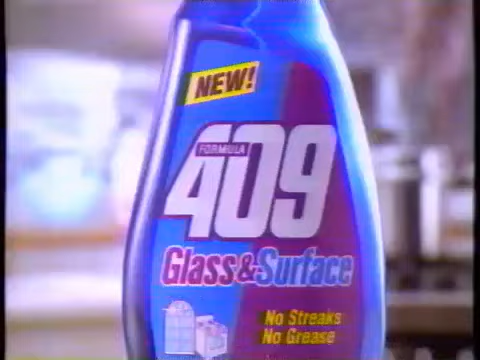 NEW!
FORMULA
409
Glass&Surface
No Streaks
No Grease